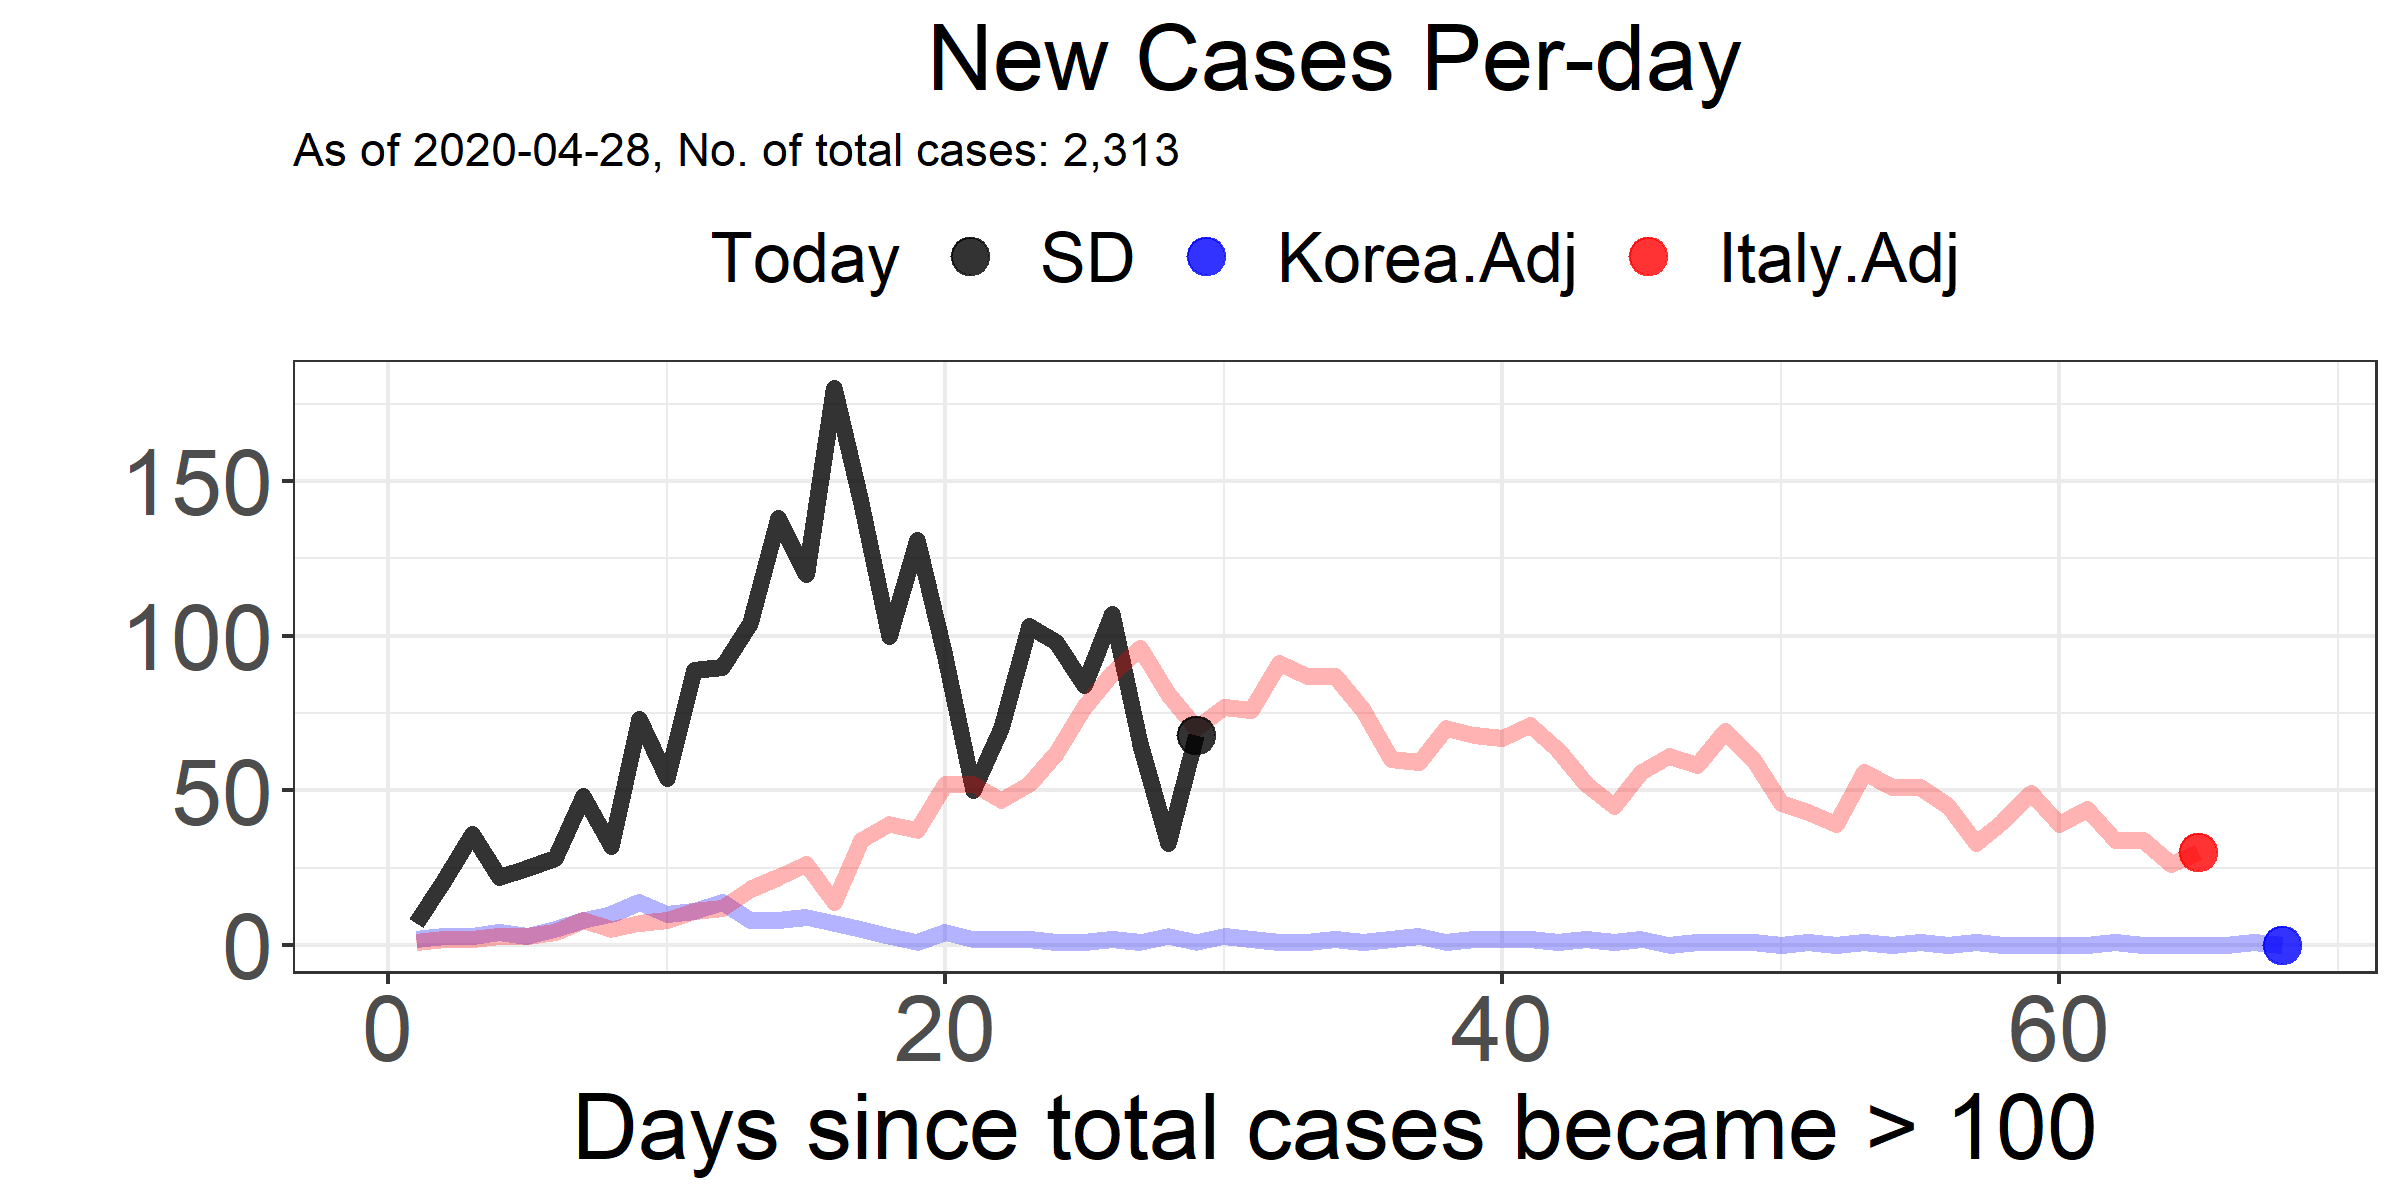 New Cases Per-day
As of 2020-04-28, No. of total cases: 2,313
Today SD Korea.Adj Italy.Adj
150
100
50
0
0 20 40 60
Days since total cases became > 100